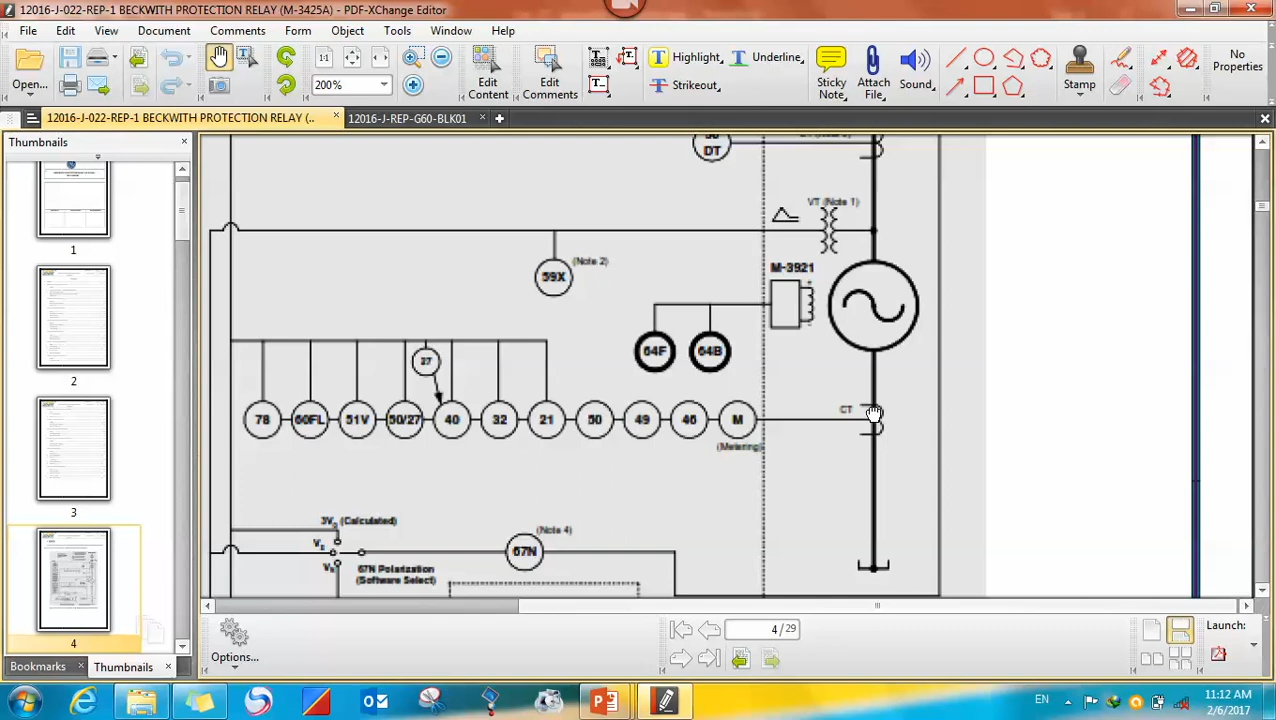 12016-J-022-REP-1 BECKWITH PROTECTION RELAY (M-3425A) - PDF-XChange Editor
File Edit View Document Comments Form Object Tools Window Help
Open...
200%
Edit Content
Edit Comments
Highlight
Strikeout
Underline
Sticky Note
Attach File
Sound
Stamp
No Properties
12016-J-022-REP-1 BECKWITH PROTECTION RELAY (..
12016-J-REP-G60-BLK01
Thumbnails
1
2
3
4
DT
VT (Note 1)
59X
(Note 2)
M-3921
64F
64B
27
78
60FL
51V
50/27
40
32
21
50
49
46
M
(Metering)
CT
3V0 (Calculated)
67N
(Note 4)
67N Polarization
(Software Select)
Options...
4 / 29
Launch:
Bookmarks
Thumbnails
EN
11:12 AM
2/6/2017